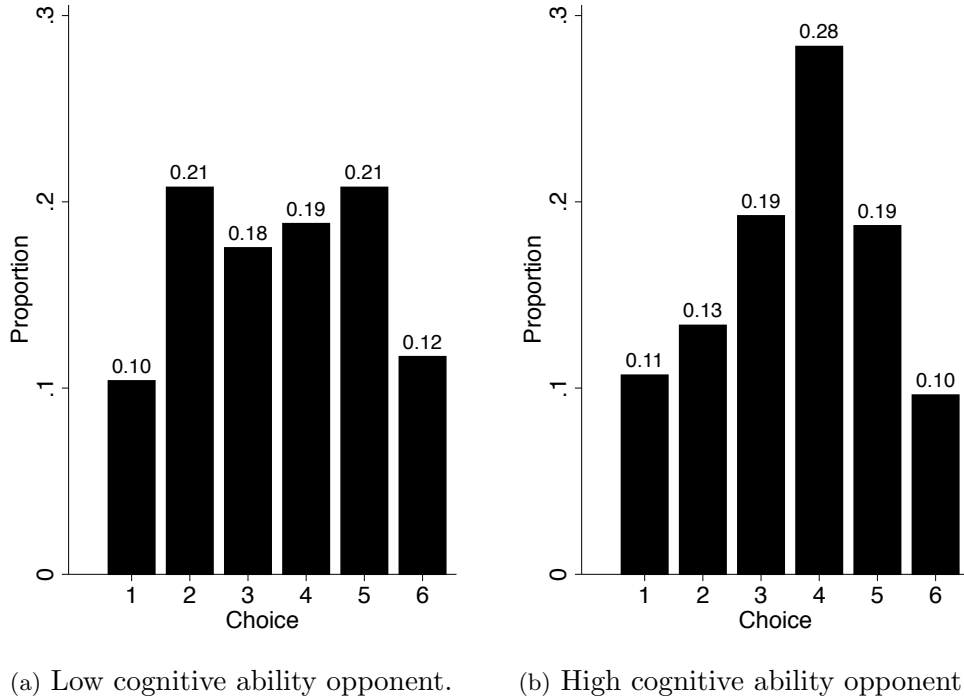 .3
.2
.1
0
Proportion
0.10
0.21
0.18
0.19
0.21
0.12
1 2 3 4 5 6
Choice
(a) Low cognitive ability opponent.
.3
.2
.1
0
Proportion
0.11
0.13
0.19
0.28
0.19
0.10
1 2 3 4 5 6
Choice
(b) High cognitive ability opponent